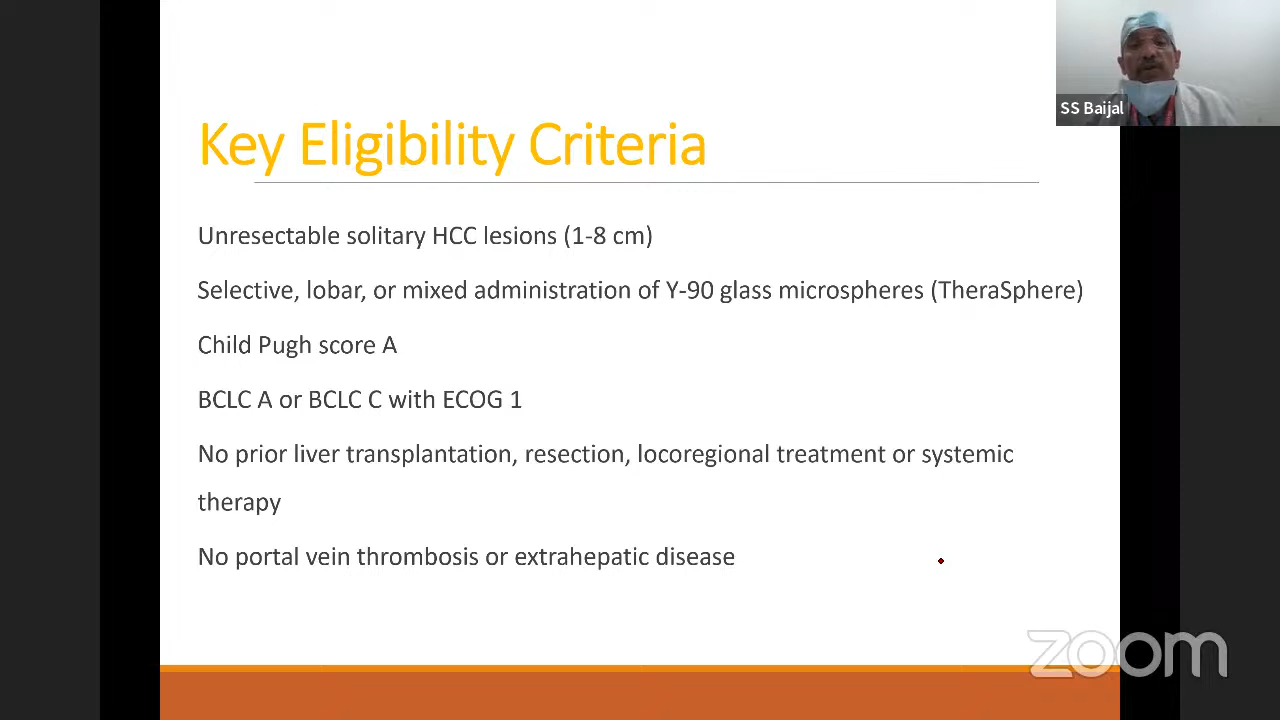 SS Baijal
Key Eligibility Criteria
Unresectable solitary HCC lesions (1-8 cm)
Selective, lobar, or mixed administration of Y-90 glass microspheres (TheraSphere)
Child Pugh score A
BCLC A or BCLC C with ECOG 1
No prior liver transplantation, resection, locoregional treatment or systemic
therapy
No portal vein thrombosis or extrahepatic disease
zoom